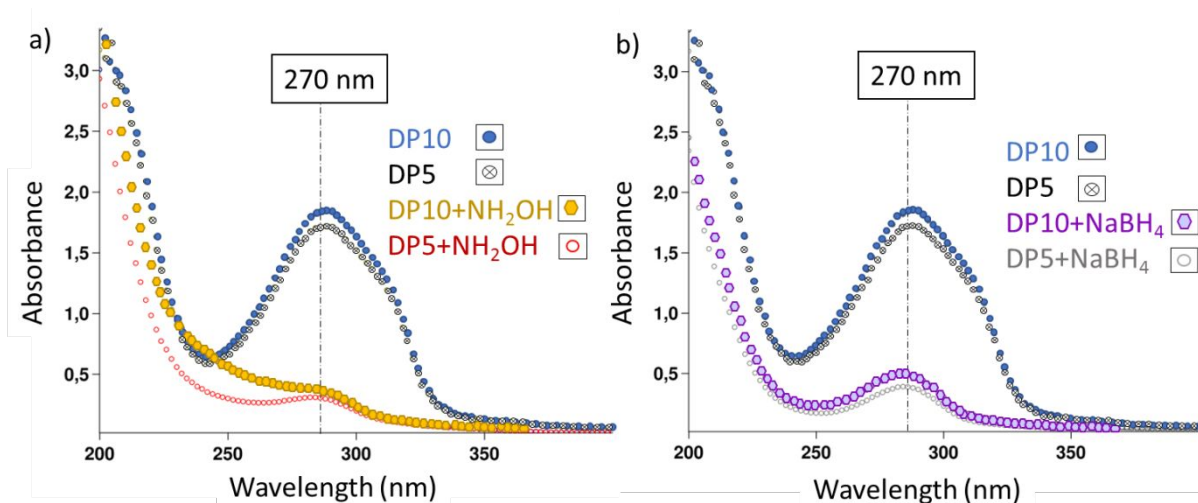 a)
270 nm
DP10
DP5
DP10+NH₂OH
DP5+NH₂OH
3,0
2,5
2,0
1,5
1,0
0,5
Absorbance
200
250
300
350
Wavelength (nm)
b)
270 nm
DP10
DP5
DP10+NaBH₄
DP5+NaBH₄
3,0
2,5
2,0
1,5
1,0
0,5
Absorbance
200
250
300
350
Wavelength (nm)